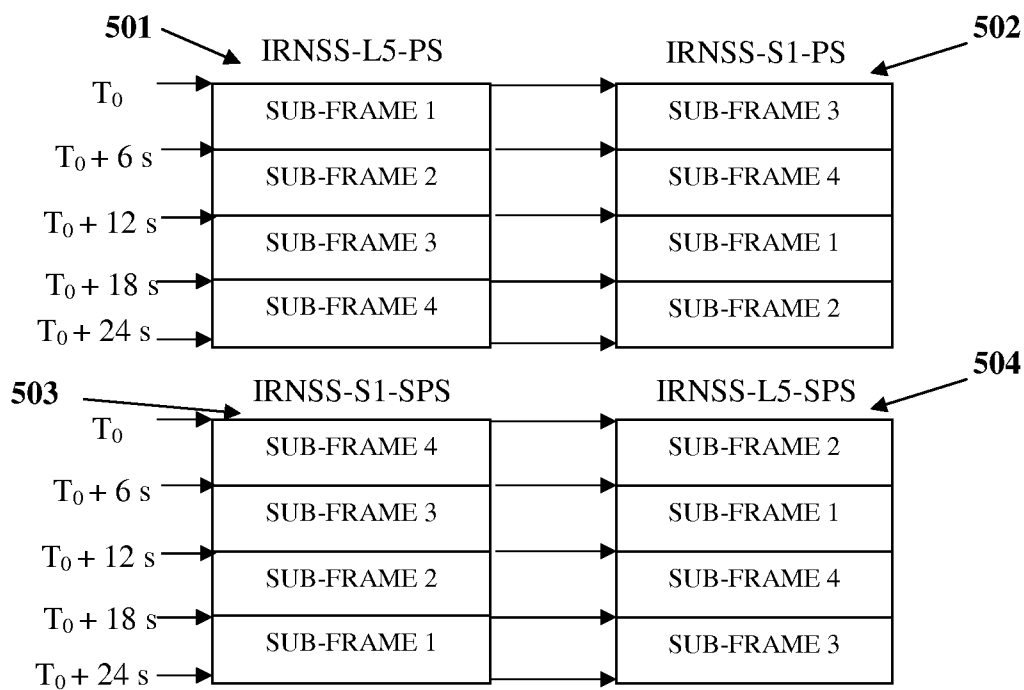 501
502
IRNSS-L5-PS
IRNSS-S1-PS
T0
SUB-FRAME 1
SUB-FRAME 3
T0 + 6 s
SUB-FRAME 2
SUB-FRAME 4
T0 + 12 s
SUB-FRAME 3
SUB-FRAME 1
T0 + 18 s
SUB-FRAME 4
SUB-FRAME 2
T0 + 24 s
503
504
IRNSS-S1-SPS
IRNSS-L5-SPS
T0
SUB-FRAME 4
SUB-FRAME 2
T0 + 6 s
SUB-FRAME 3
SUB-FRAME 1
T0 + 12 s
SUB-FRAME 2
SUB-FRAME 4
T0 + 18 s
SUB-FRAME 1
SUB-FRAME 3
T0 + 24 s